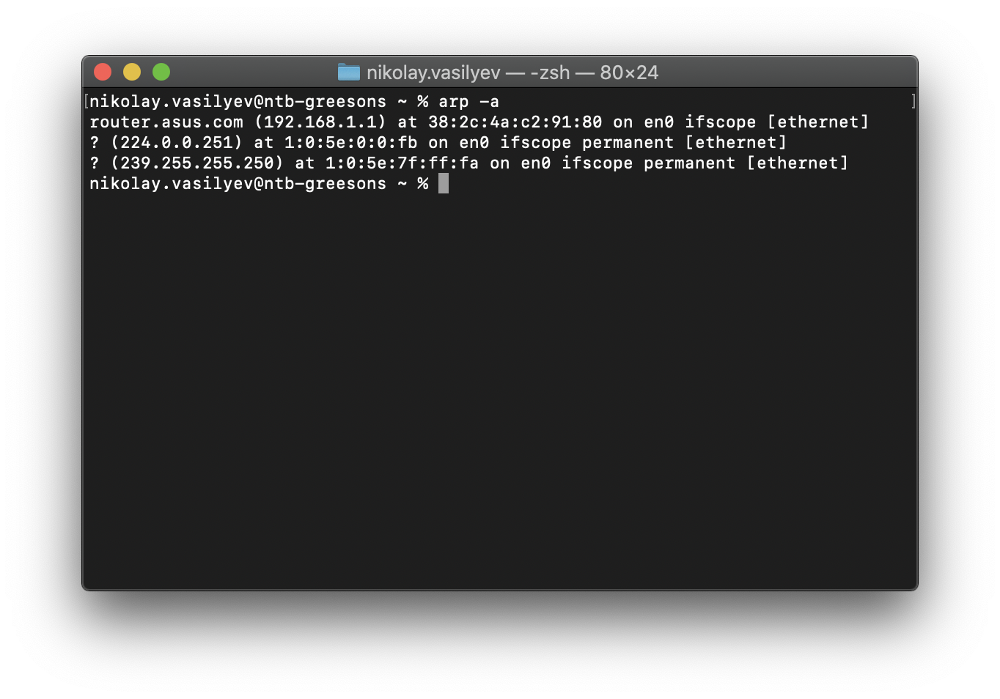 nikolay.vasilyev — -zsh — 80×24
[nikolay.vasilyev@ntb-greesons ~ % arp -a ]
router.asus.com (192.168.1.1) at 38:2c:4a:c2:91:80 on en0 ifscope [ethernet]
? (224.0.0.251) at 1:0:5e:0:0:fb on en0 ifscope permanent [ethernet]
? (239.255.255.250) at 1:0:5e:7f:ff:fa on en0 ifscope permanent [ethernet]
nikolay.vasilyev@ntb-greesons ~ %